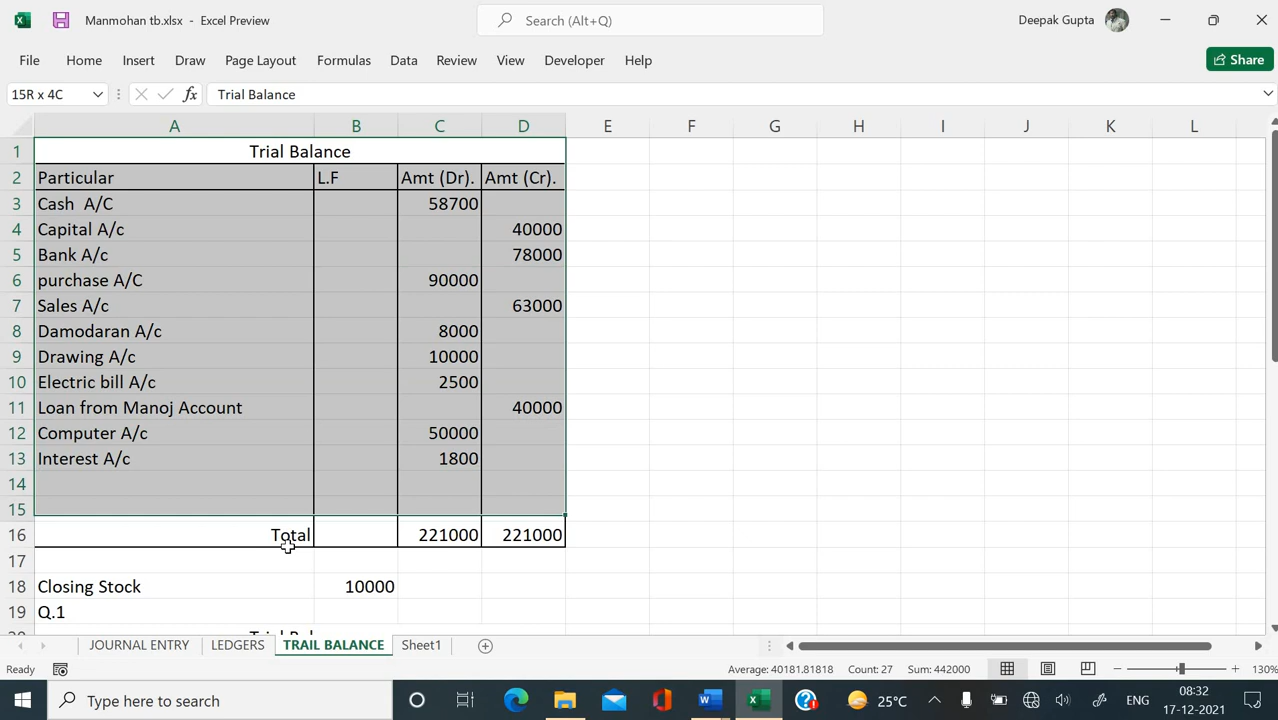 Manmohan tb.xlsx - Excel Preview
Search (Alt+Q)
Deepak Gupta
File Home Insert Draw Page Layout Formulas Data Review View Developer Help
Share
15R x 4C fx Trial Balance
A B C D E F G H I J K L
1 Trial Balance
2 Particular L.F Amt (Dr). Amt (Cr).
3 Cash A/C 58700
4 Capital A/c 40000
5 Bank A/c 78000
6 purchase A/C 90000
7 Sales A/c 63000
8 Damodaran A/c 8000
9 Drawing A/c 10000
10 Electric bill A/c 2500
11 Loan from Manoj Account 40000
12 Computer A/c 50000
13 Interest A/c 1800
14
15
16 Total 221000 221000
17
18 Closing Stock 10000
19 Q.1
JOURNAL ENTRY LEDGERS TRAIL BALANCE Sheet1
Ready Average: 40181.81818 Count: 27 Sum: 442000 130%
Type here to search 25°C ENG 08:32
17-12-2021